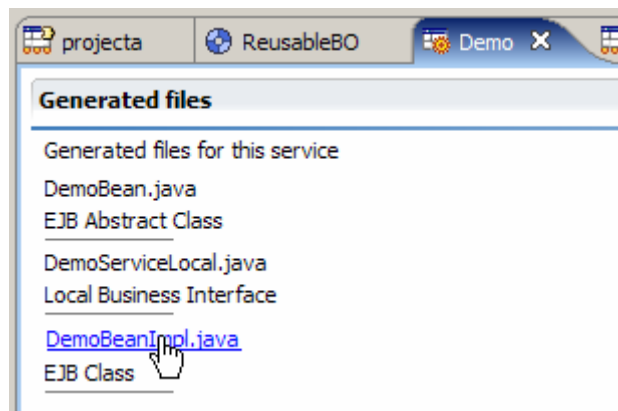 projecta ReusableBO Demo
Generated files
Generated files for this service
DemoBean.java
EJB Abstract Class
DemoServiceLocal.java
Local Business Interface
DemoBeanImpl.java
EJB Class